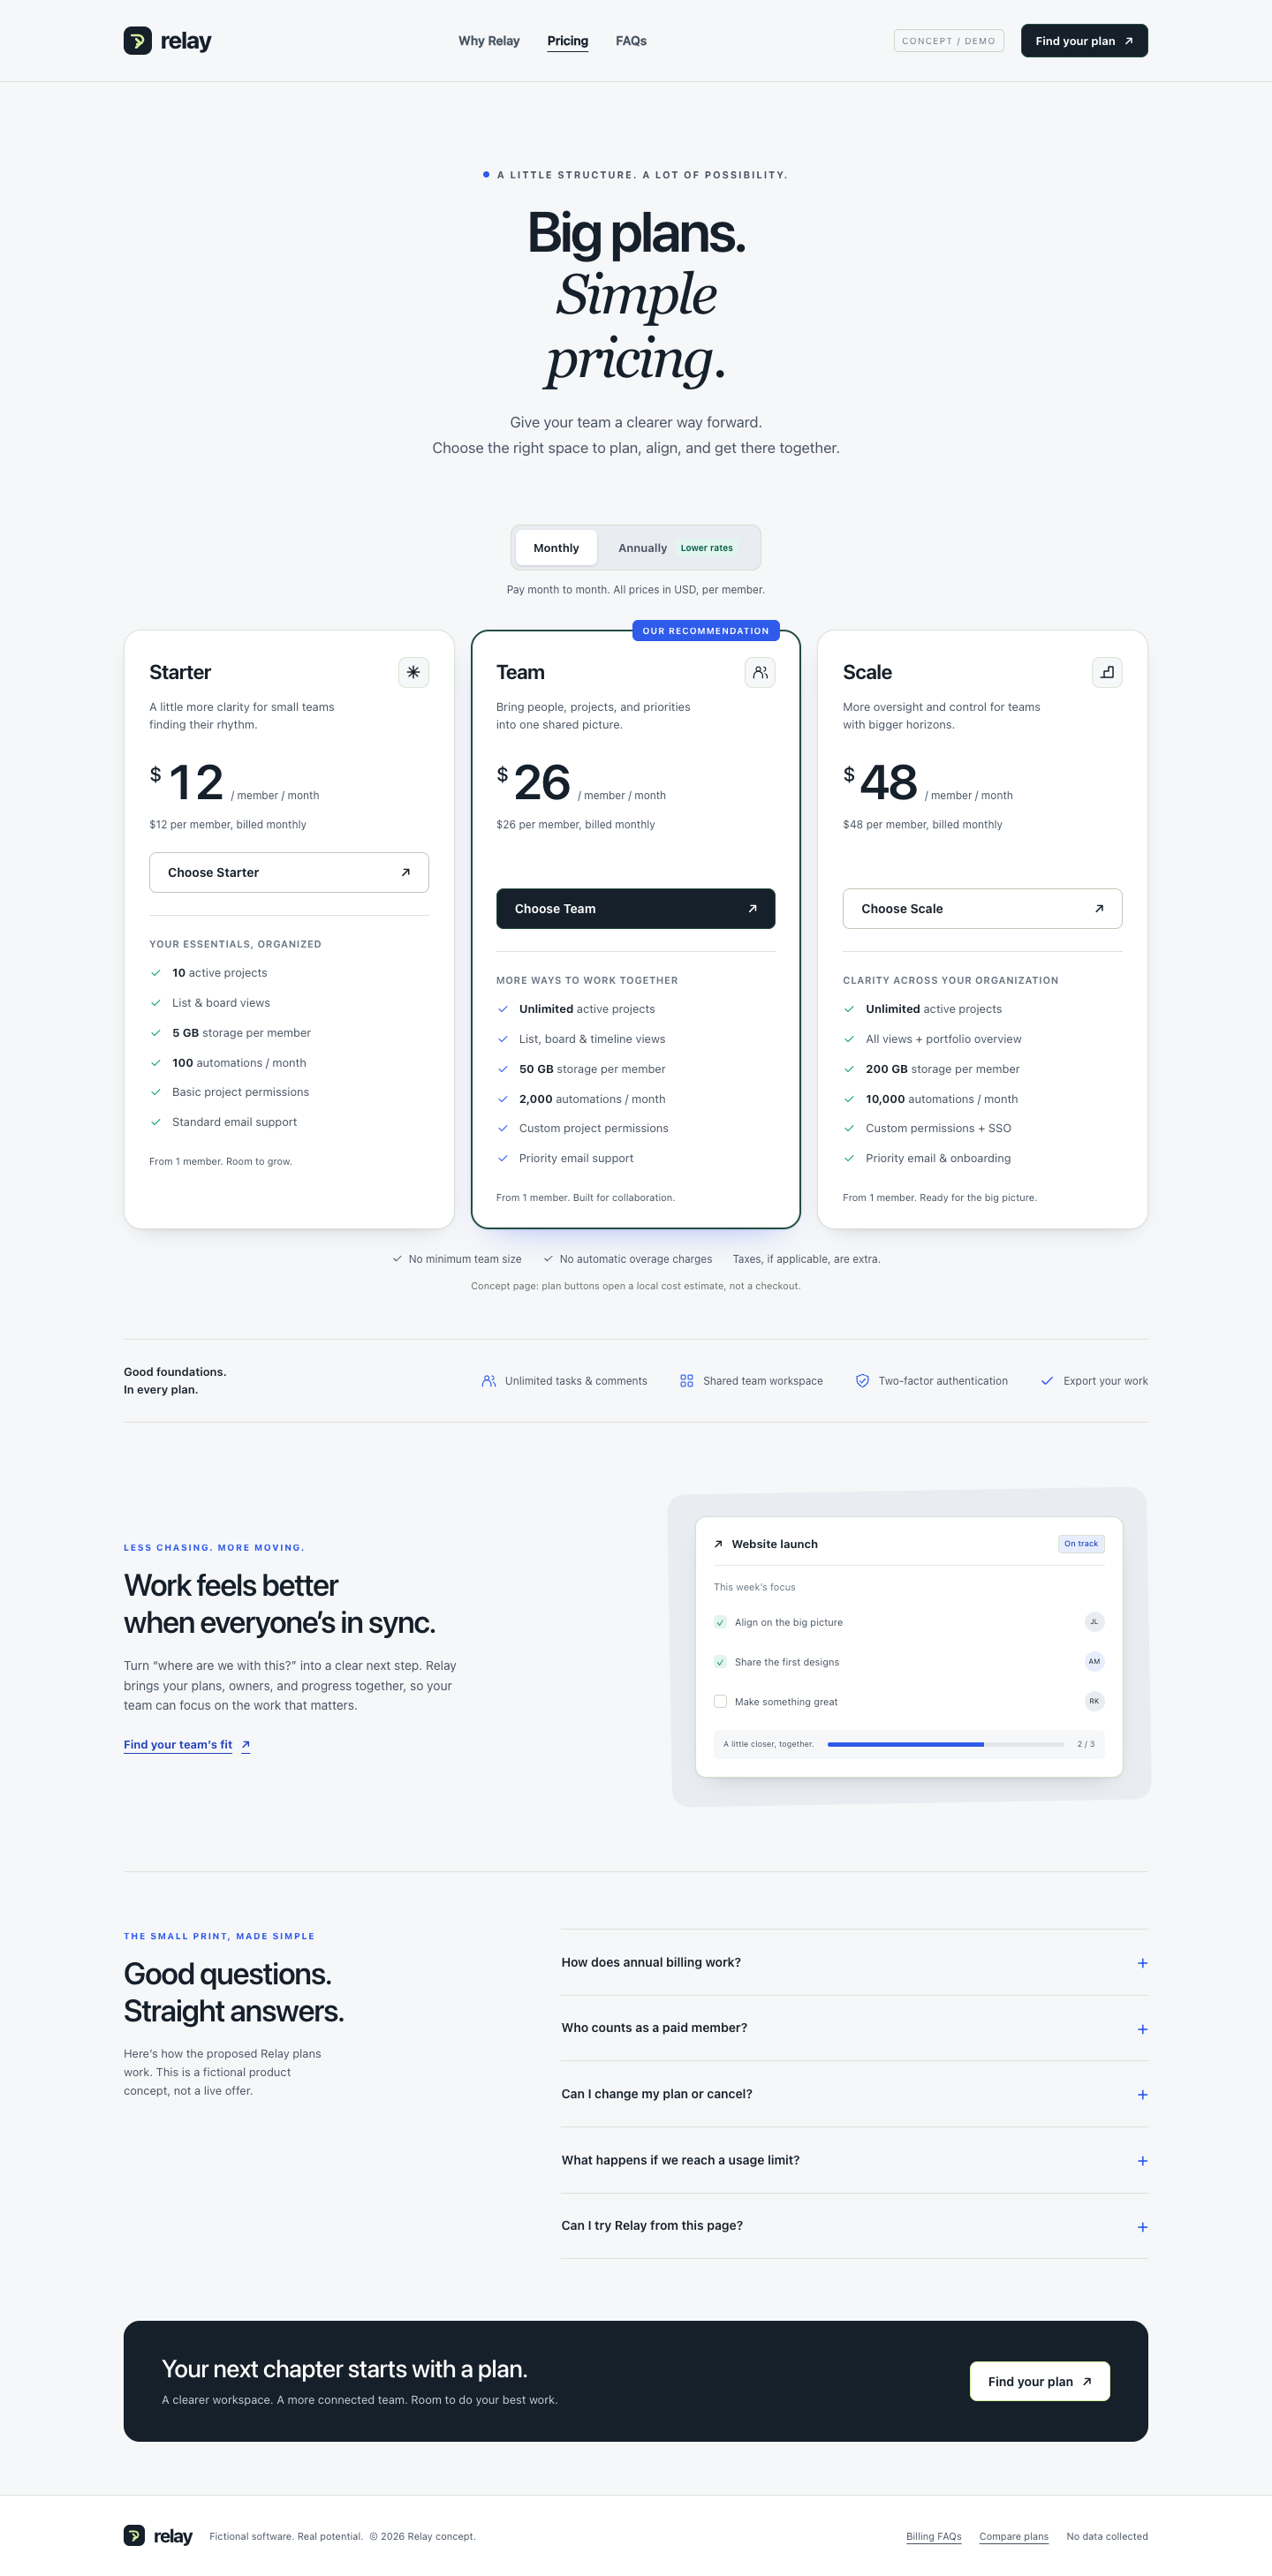 relay
Why Relay
Pricing
FAQs
CONCEPT / DEMO
Find your plan
A LITTLE STRUCTURE. A LOT OF POSSIBILITY.
Big plans.
Simple
pricing.
Give your team a clearer way forward.
Choose the right space to plan, align, and get there together.
Monthly
Annually
Lower rates
Pay month to month. All prices in USD, per member.
Starter
A little more clarity for small teams
finding their rhythm.
$12 / member / month
$12 per member, billed monthly
Choose Starter
YOUR ESSENTIALS, ORGANIZED
10 active projects
List & board views
5 GB storage per member
100 automations / month
Basic project permissions
Standard email support
From 1 member. Room to grow.
OUR RECOMMENDATION
Team
Bring people, projects, and priorities
into one shared picture.
$26 / member / month
$26 per member, billed monthly
Choose Team
MORE WAYS TO WORK TOGETHER
Unlimited active projects
List, board & timeline views
50 GB storage per member
2,000 automations / month
Custom project permissions
Priority email support
From 1 member. Built for collaboration.
Scale
More oversight and control for teams
with bigger horizons.
$48 / member / month
$48 per member, billed monthly
Choose Scale
CLARITY ACROSS YOUR ORGANIZATION
Unlimited active projects
All views + portfolio overview
200 GB storage per member
10,000 automations / month
Custom permissions + SSO
Priority email & onboarding
From 1 member. Ready for the big picture.
No minimum team size
No automatic overage charges
Taxes, if applicable, are extra.
Concept page: plan buttons open a local cost estimate, not a checkout.
Good foundations.
In every plan.
Unlimited tasks & comments
Shared team workspace
Two-factor authentication
Export your work
LESS CHASING. MORE MOVING.
Work feels better
when everyone’s in sync.
Turn “where are we with this?” into a clear next step. Relay
brings your plans, owners, and progress together, so your
team can focus on the work that matters.
Find your team’s fit
Website launch
On track
This week’s focus
Align on the big picture
JL
Share the first designs
AM
Make something great
RK
A little closer, together.
2 / 3
THE SMALL PRINT, MADE SIMPLE
Good questions.
Straight answers.
Here’s how the proposed Relay plans
work. This is a fictional product
concept, not a live offer.
How does annual billing work?
Who counts as a paid member?
Can I change my plan or cancel?
What happens if we reach a usage limit?
Can I try Relay from this page?
Your next chapter starts with a plan.
A clearer workspace. A more connected team. Room to do your best work.
Find your plan
relay
Fictional software. Real potential. © 2026 Relay concept.
Billing FAQs
Compare plans
No data collected